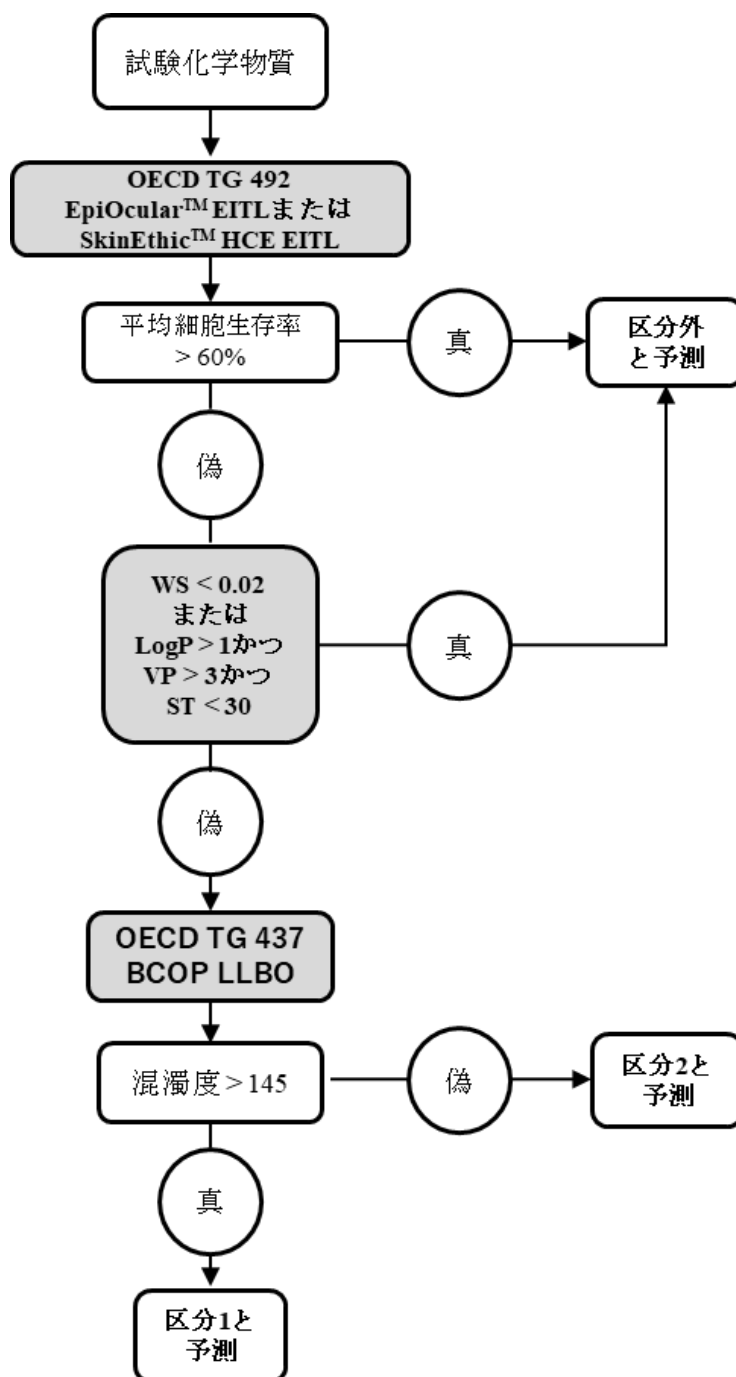 試験化学物質
OECD TG 492
EpiOcular™ EITLまたは
SkinEthic™ HCE EITL
平均細胞生存率
> 60%
真
区分外
と予測
偽
WS < 0.02
または
LogP > 1かつ
VP > 3かつ
ST < 30
真
偽
OECD TG 437
BCOP LLBO
混濁度 > 145
偽
区分2と
予測
真
区分1と
予測